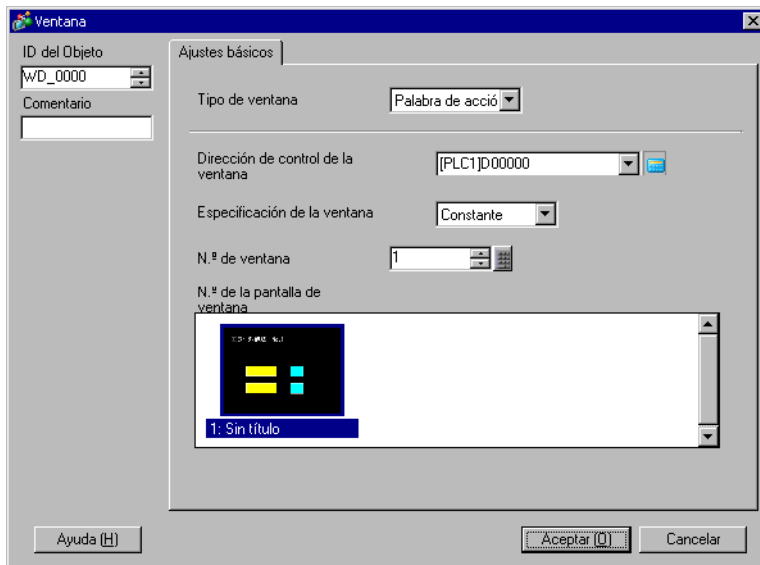 Ventana
ID del Objeto
WD_0000
Comentario
Ajustes básicos
Tipo de ventana
Palabra de acció
Dirección de control de la
ventana
[PLC1]D00000
Especificación de la ventana
Constante
N.º de ventana
1
N.º de la pantalla de
ventana
1: Sin título
Ayuda (H)
Aceptar (O)
Cancelar